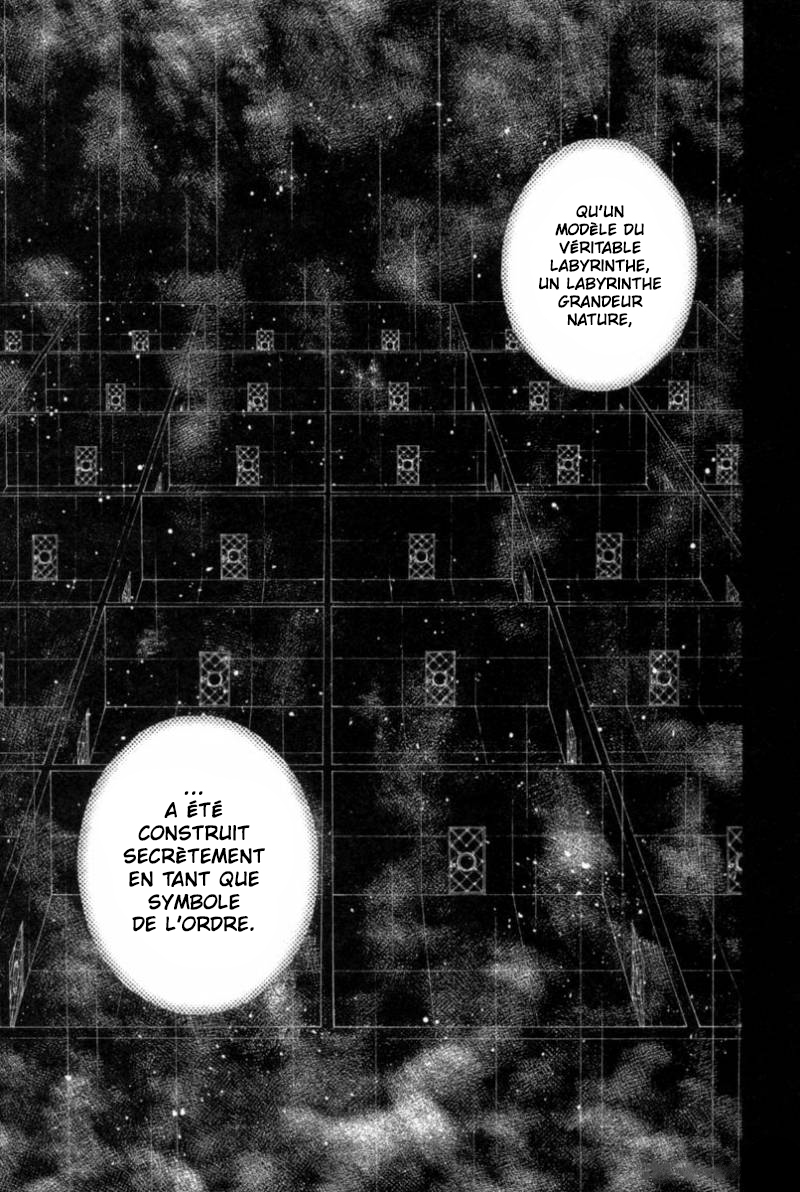 QU'UN
MODÈLE DU
VÉRITABLE
LABYRINTHE,
UN LABYRINTHE
GRANDEUR
NATURE,
...
A ÉTÉ
CONSTRUIT
SECRÈTEMENT
EN TANT QUE
SYMBOLE
DE L'ORDRE.